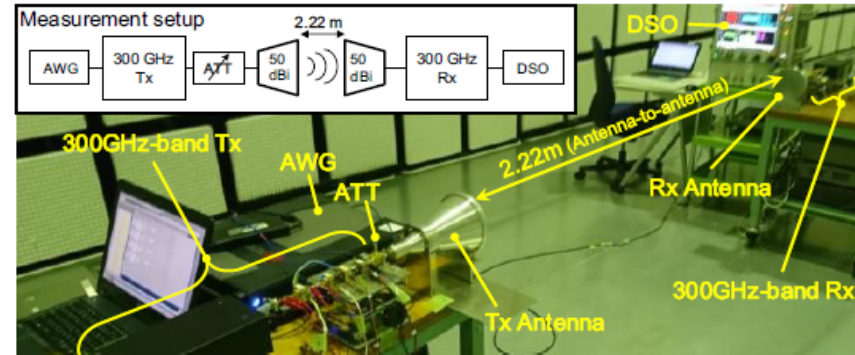 Measurement setup
2.22 m
AWG
300 GHz
Tx
ATT
50
dBi
50
dBi
300 GHz
Rx
DSO
DSO
300GHz-band Tx
AWG
ATT
2.22m (Antenna-to-antenna)
Rx Antenna
300GHz-band Rx
Tx Antenna